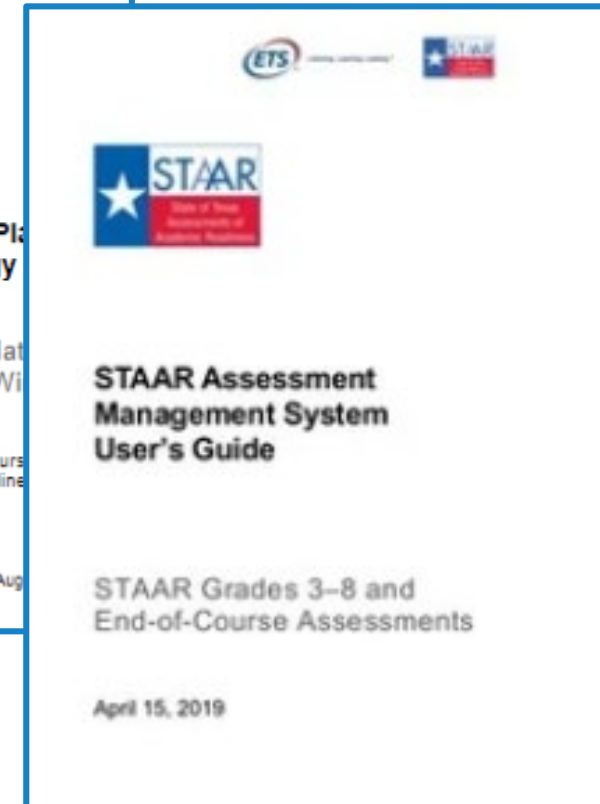 ETS
STAAR
STAAR
State of Texas
Assessments of
Academic Readiness
STAAR Assessment
Management System
User's Guide
STAAR Grades 3–8 and
End-of-Course Assessments
April 15, 2019
Aug